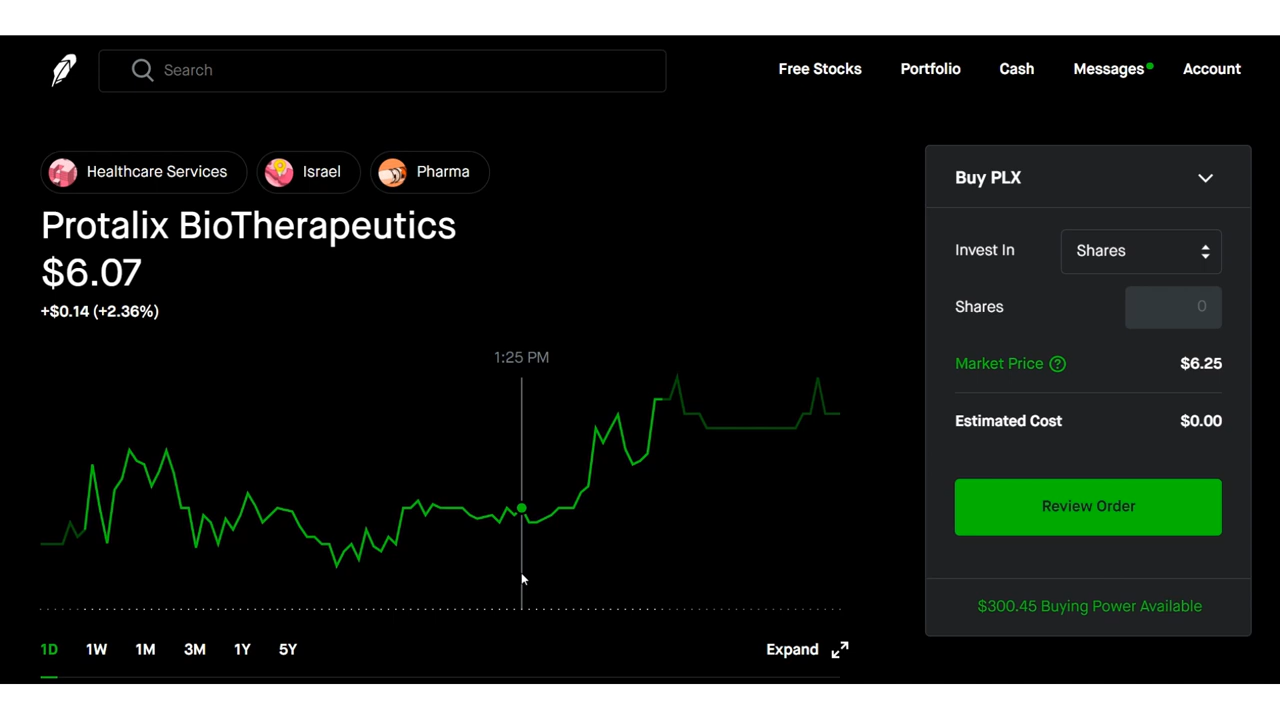 Search
Free Stocks
Portfolio
Cash
Messages
Account
Healthcare Services
Israel
Pharma
Protalix BioTherapeutics
$6.07
+$0.14 (+2.36%)
1:25 PM
1D
1W
1M
3M
1Y
5Y
Expand
Buy PLX
Invest In
Shares
Shares
0
Market Price ?
$6.25
Estimated Cost
$0.00
Review Order
$300.45 Buying Power Available